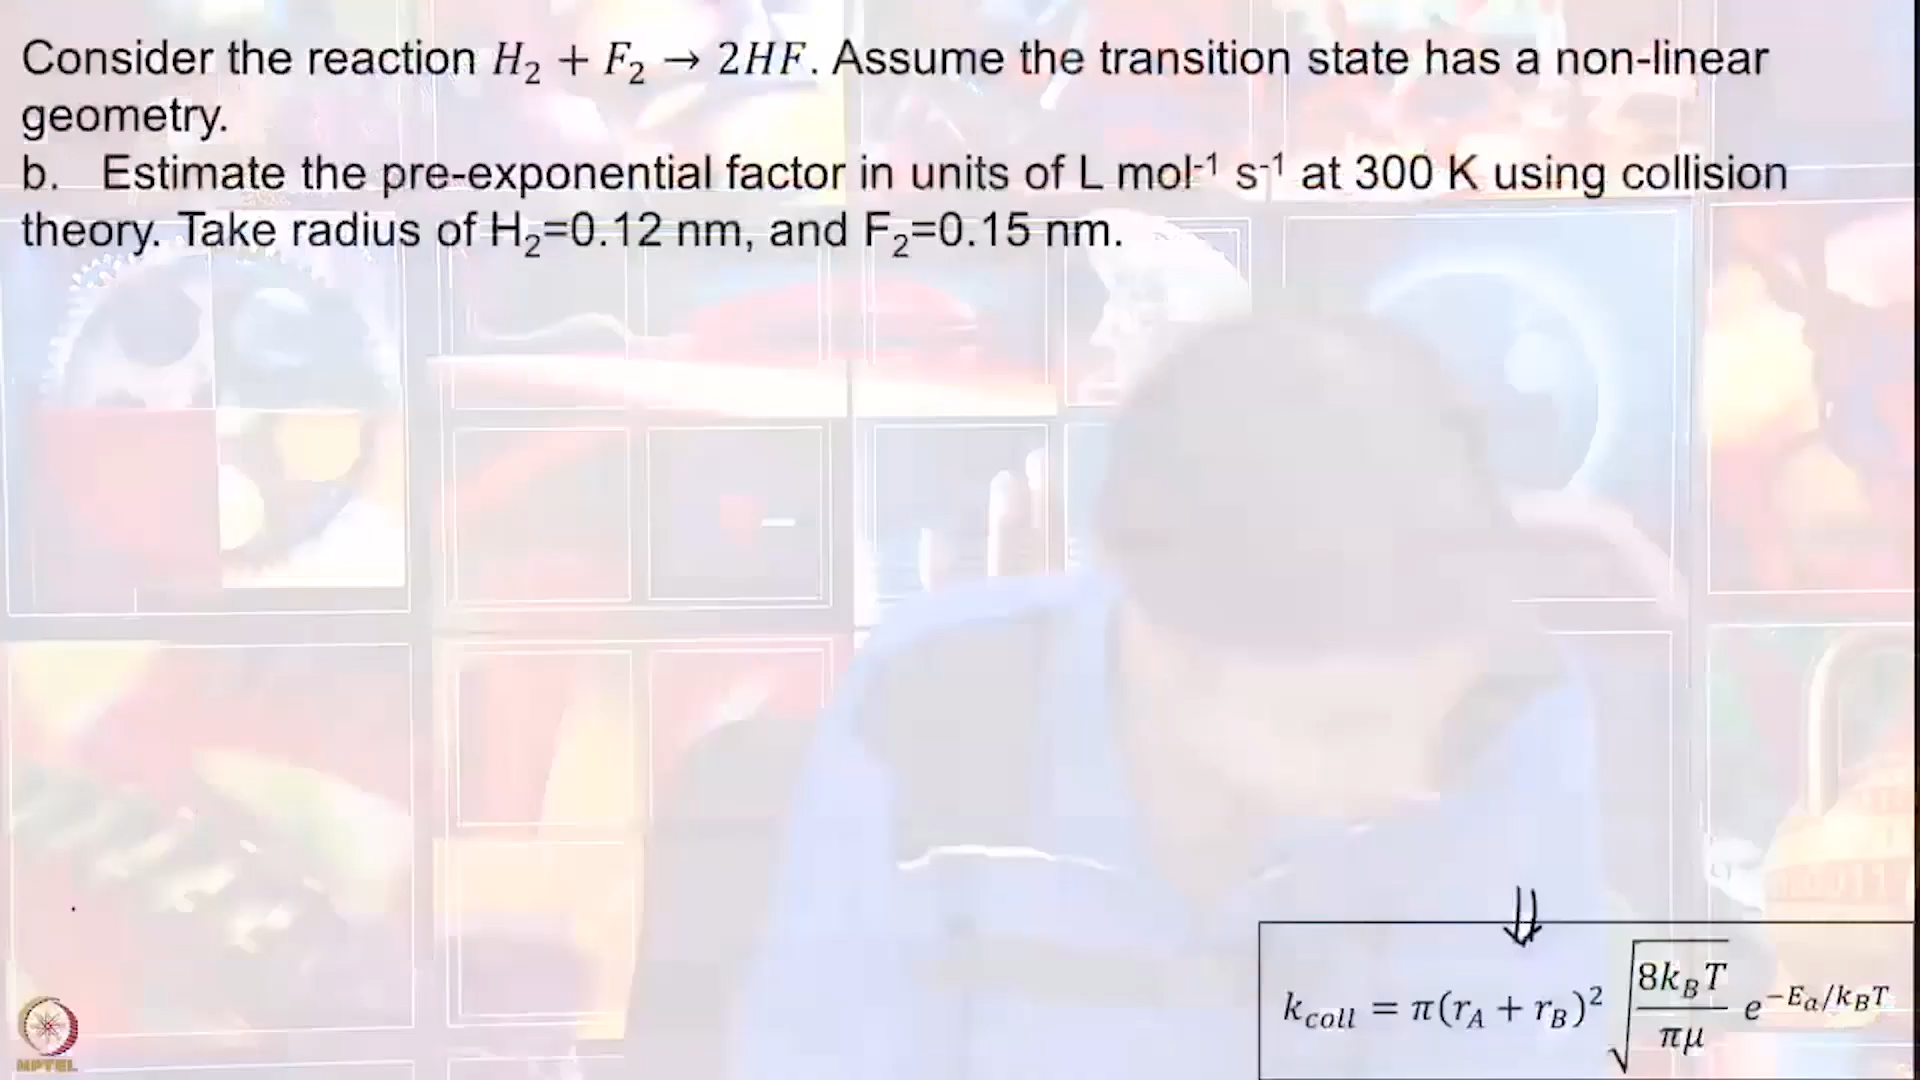 Consider the reaction H₂ + F₂ → 2HF. Assume the transition state has a non-linear
geometry.
b. Estimate the pre-exponential factor in units of L mol⁻¹ s⁻¹ at 300 K using collision
theory. Take radius of H₂=0.12 nm, and F₂=0.15 nm.
k_coll = π(r_A + r_B)² √(8k_BT/πµ) e^(-E_a/k_BT)
NPTEL